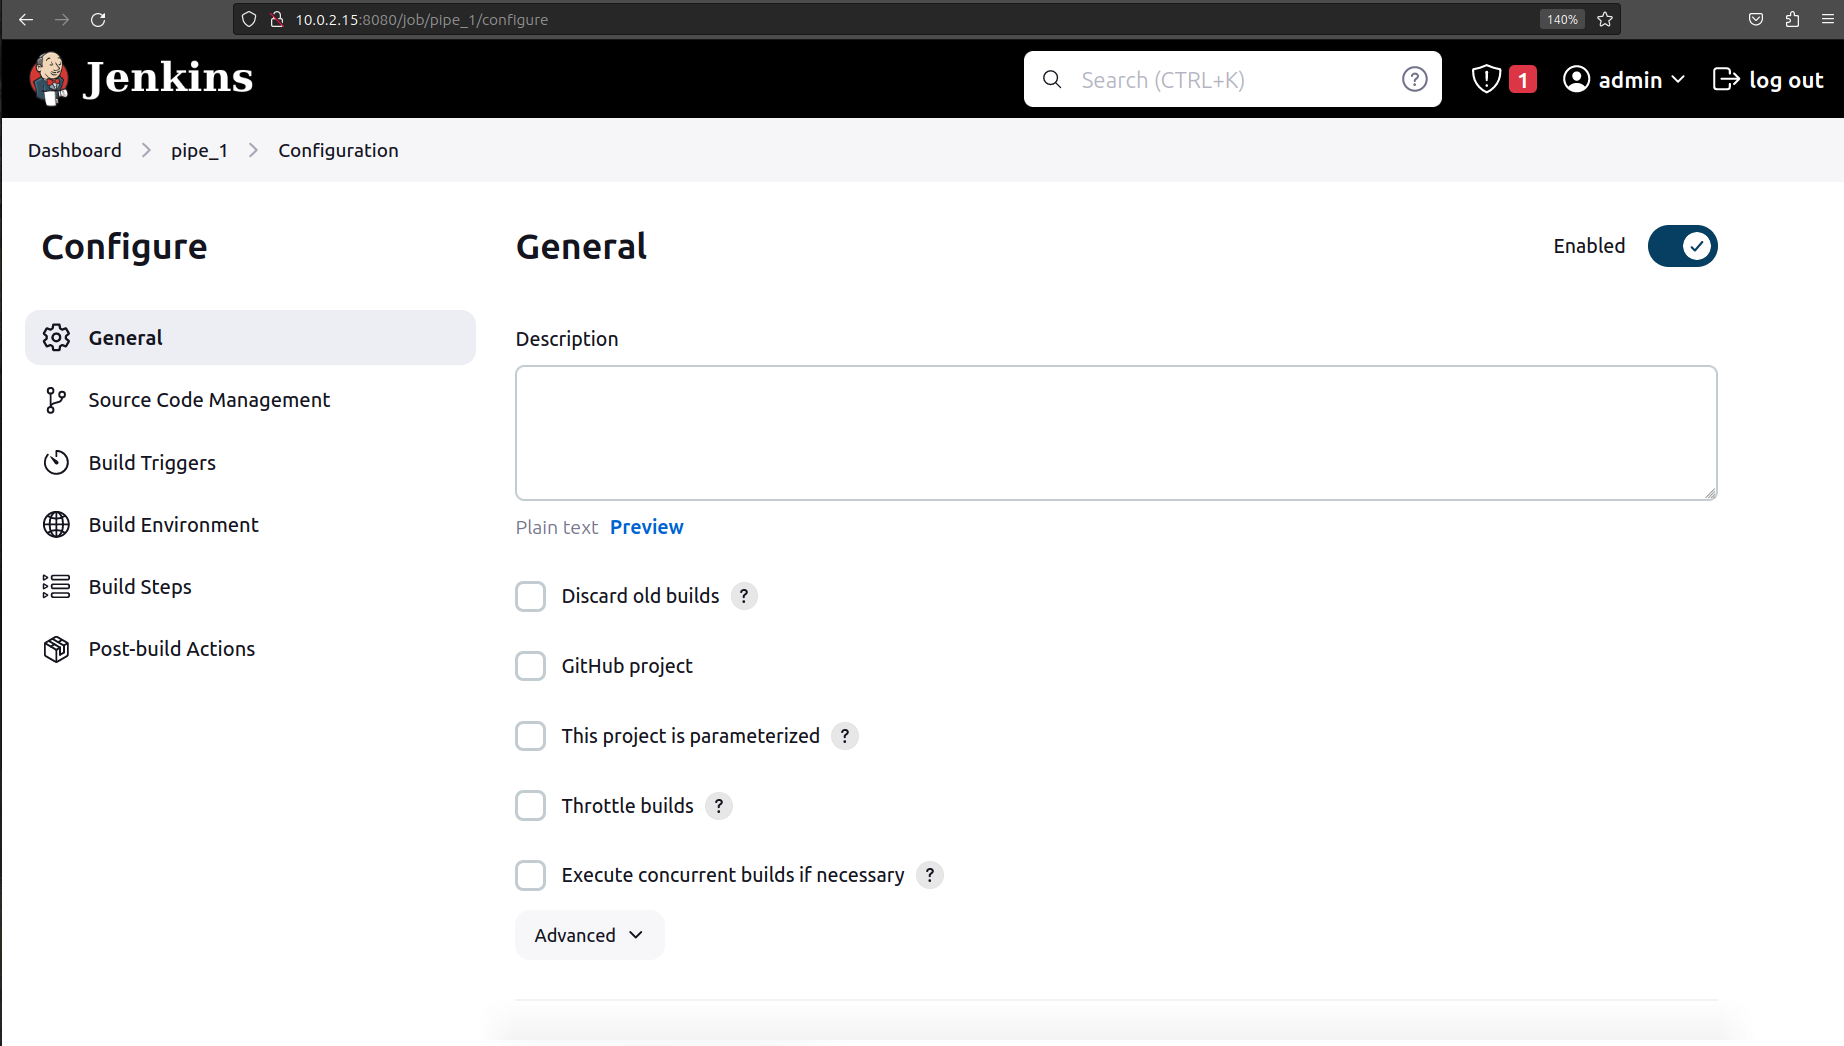 10.0.2.15:8080/job/pipe_1/configure
140%
Jenkins
Search (CTRL+K)
?
1
admin
log out
Dashboard
pipe_1
Configuration
Configure
General
Enabled
General
Description
Source Code Management
Build Triggers
Build Environment
Build Steps
Post-build Actions
Plain text Preview
Discard old builds ?
GitHub project
This project is parameterized ?
Throttle builds ?
Execute concurrent builds if necessary ?
Advanced